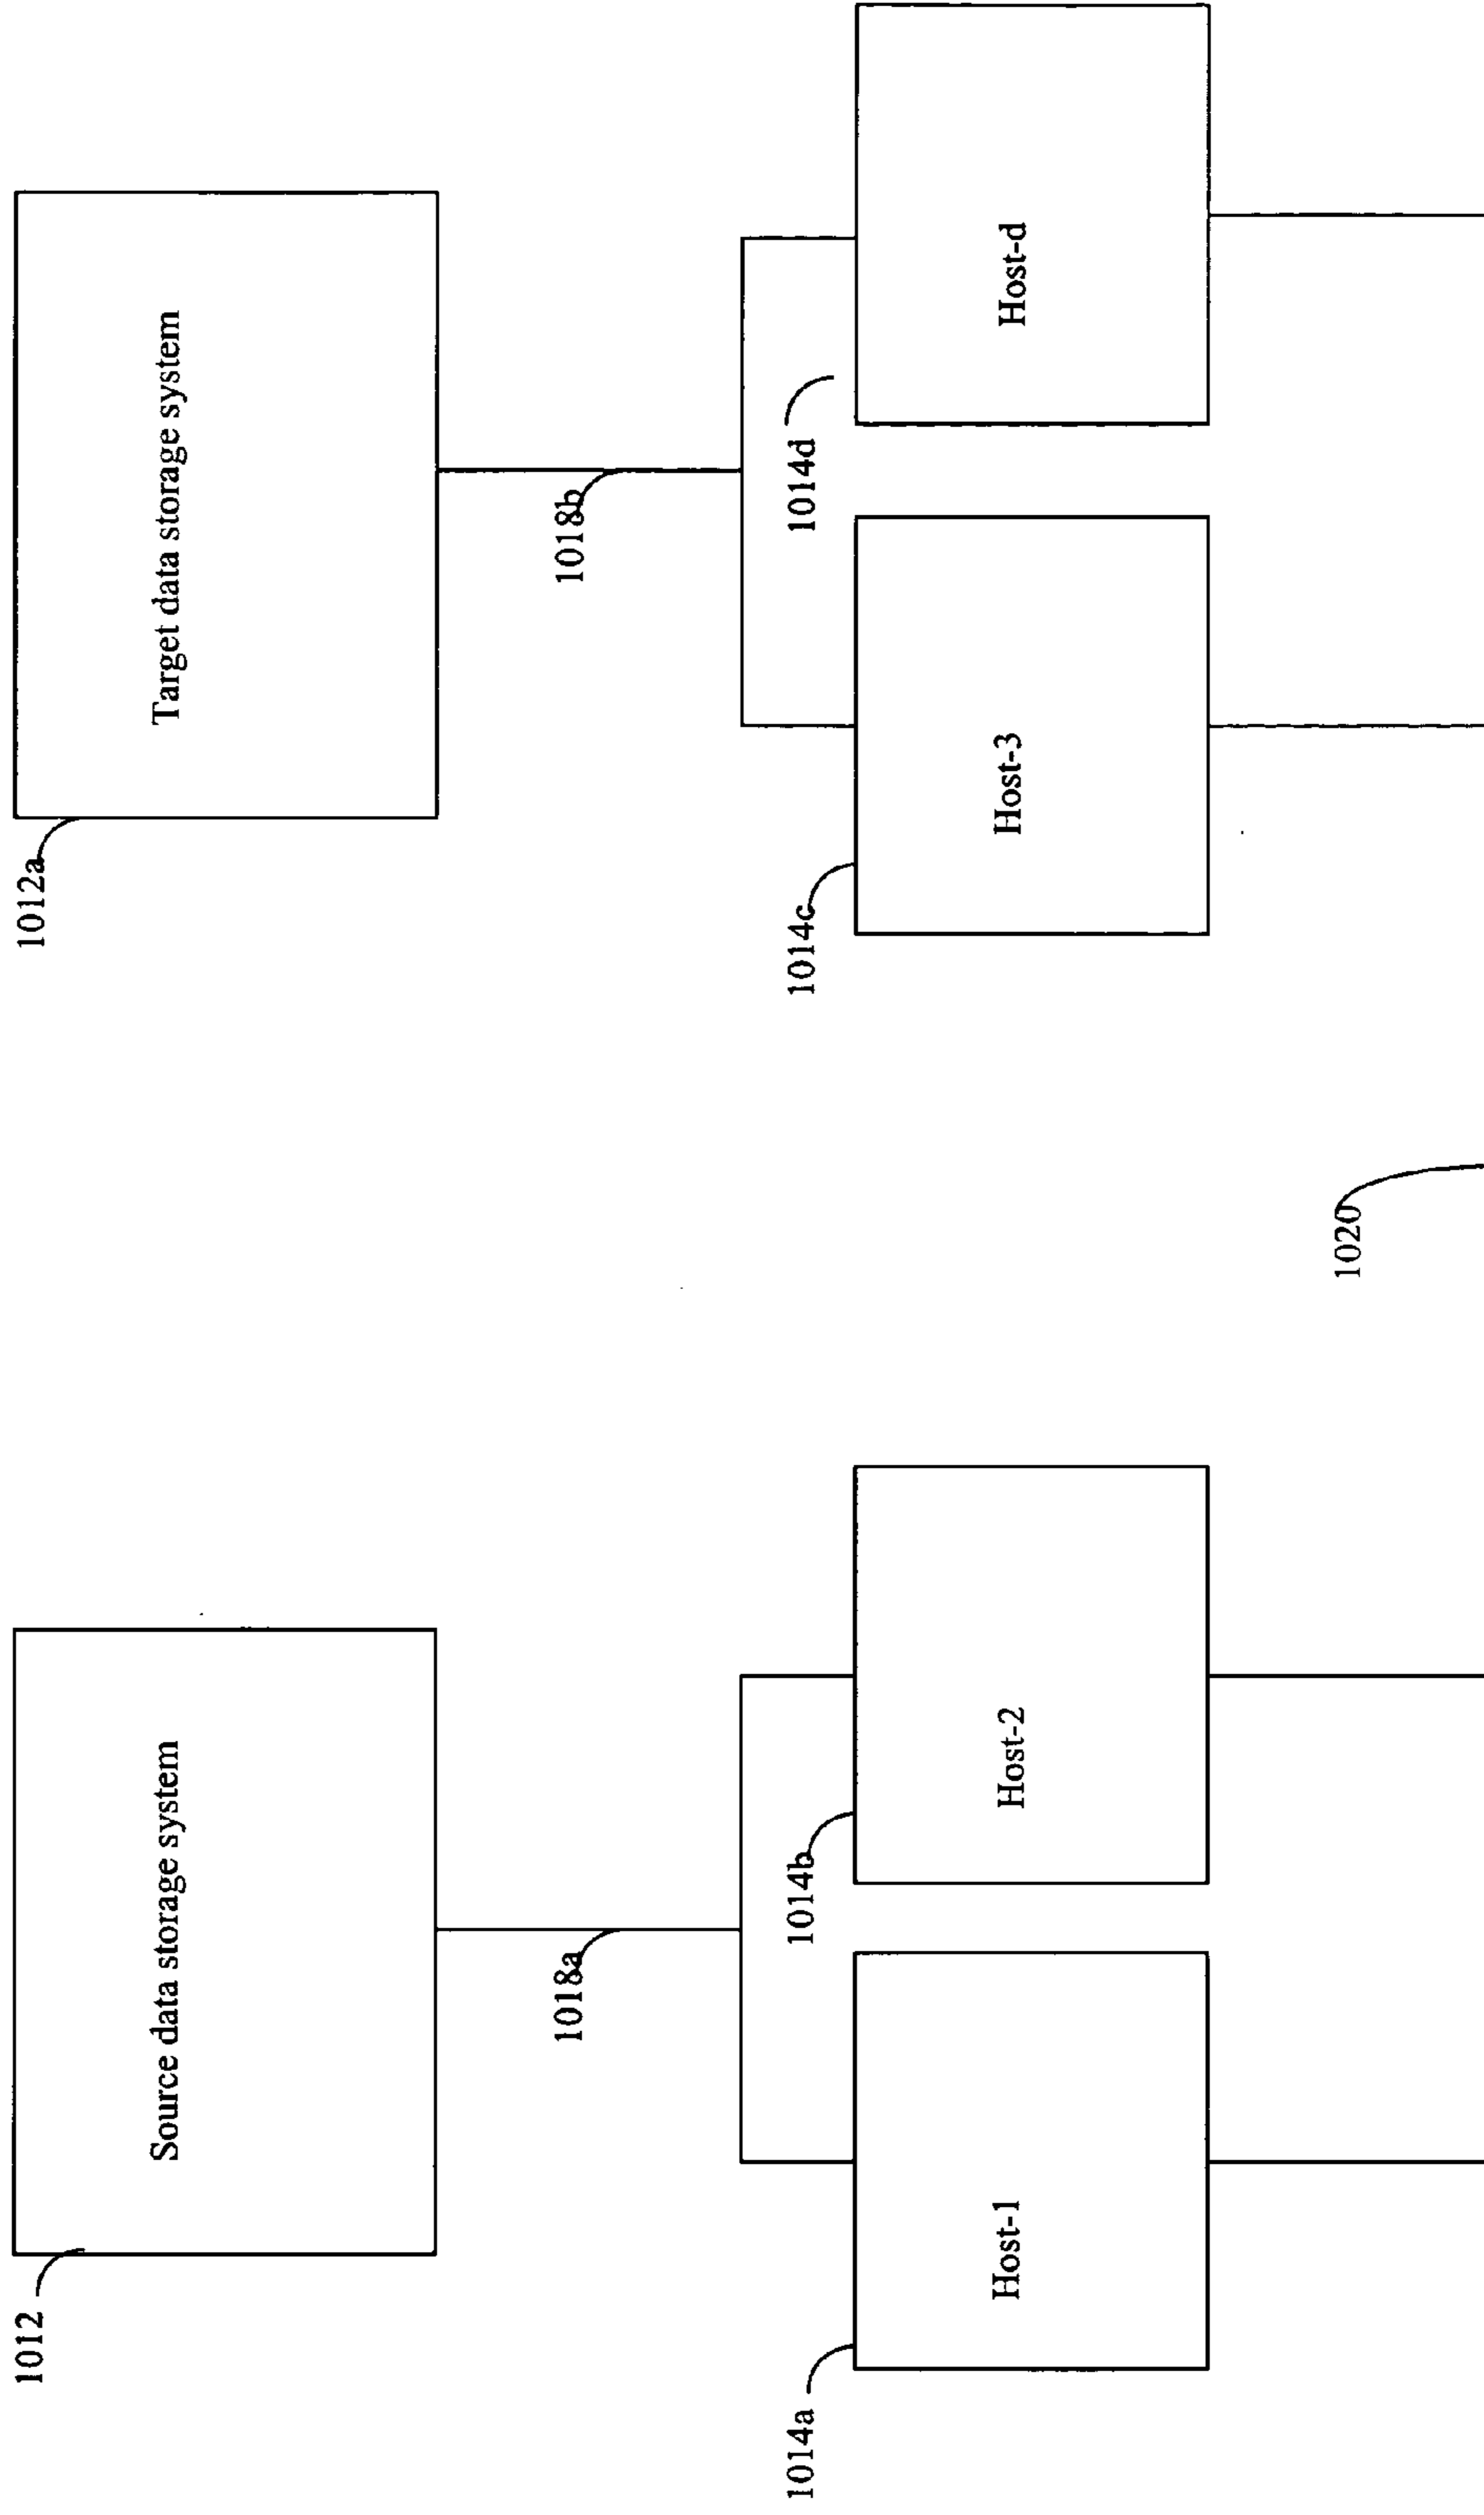 1012
Source data storage system
1012a
Target data storage system
1018a
1018b
1014a
Host-1
1014b
Host-2
1014c
Host-3
1014d
Host-d
1020